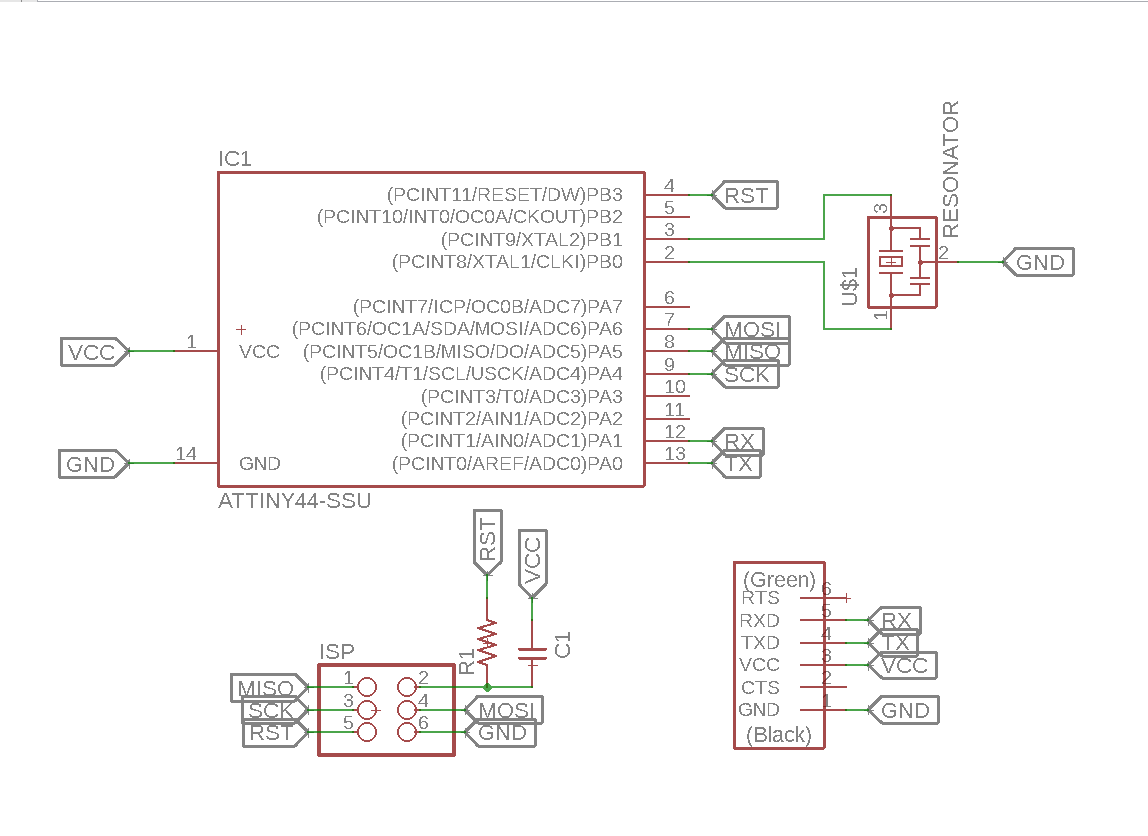 RESONATOR
IC1
(PCINT11/RESET/DW)PB3 4 RST
(PCINT10/INT0/OC0A/CKOUT)PB2 5
(PCINT9/XTAL2)PB1 3
(PCINT8/XTAL1/CLKI)PB0 2
3
2 GND
U$1
1
(PCINT7/ICP/OC0B/ADC7)PA7 6
+ (PCINT6/OC1A/SDA/MOSI/ADC6)PA6 7 MOSI
VCC 1 VCC (PCINT5/OC1B/MISO/DO/ADC5)PA5 8 MISO
(PCINT4/T1/SCL/USCK/ADC4)PA4 9 SCK
(PCINT3/T0/ADC3)PA3 10
(PCINT2/AIN1/ADC2)PA2 11
(PCINT1/AIN0/ADC1)PA1 12 RX
GND 14 GND (PCINT0/AREF/ADC0)PA0 13 TX
ATTINY44-SSU
RST
VCC
R1
C1
ISP
MISO 1 2
SCK 3 4 MOSI
RST 5 6 GND
(Green)
RTS 6
RXD 5 RX
TXD 4 TX
VCC 3 VCC
CTS 2
GND 1 GND
(Black)